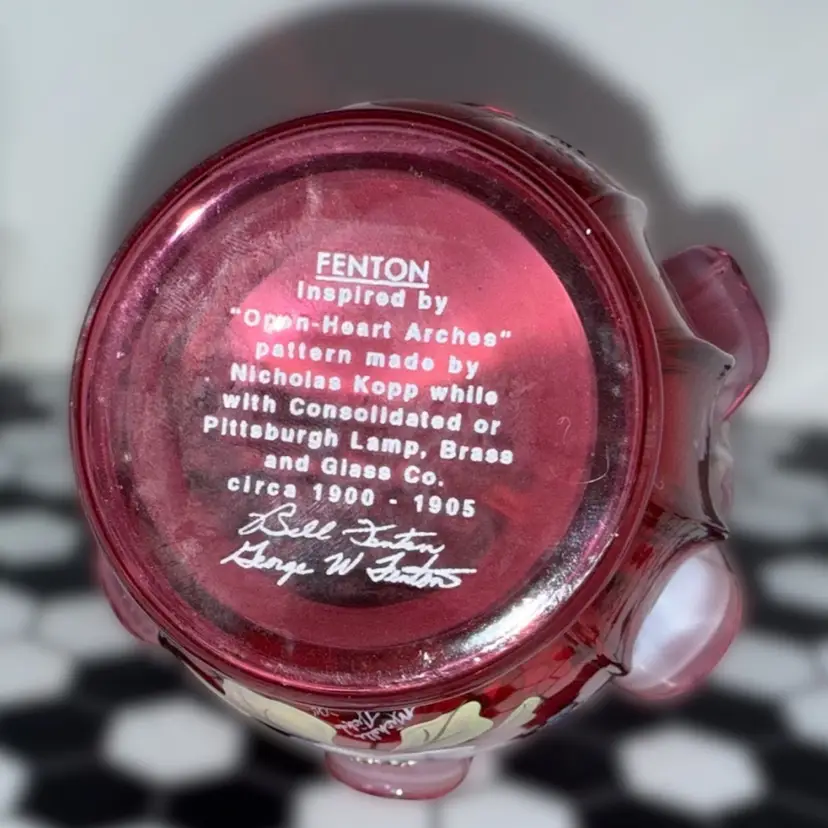 FENTON
Inspired by
"Open-Heart Arches"
pattern made by
Nicholas Kopp while
with Consolidated or
Pittsburgh Lamp, Brass
and Glass Co.
circa 1900 - 1905
Bill Fenton
George W Fenton